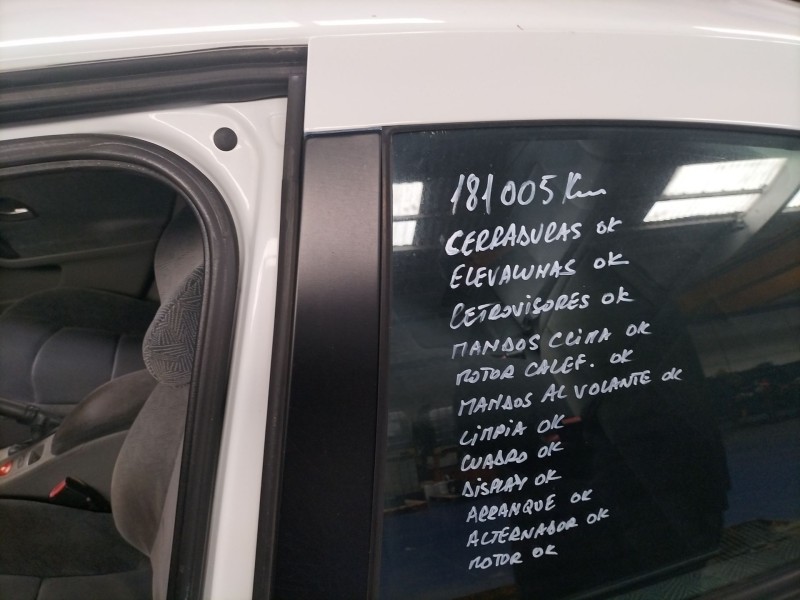 181005 Km
CERRADURAS OK
ELEVALUNAS OK
RETROVISORES OK
MANDOS CLIMA OK
MOTOR CALEF. OK
MANDOS AL VOLANTE OK
LIMPIA OK
CUADRO OK
DISPLAY OK
ARRANQUE OK
ALTERNADOR OK
MOTOR OK